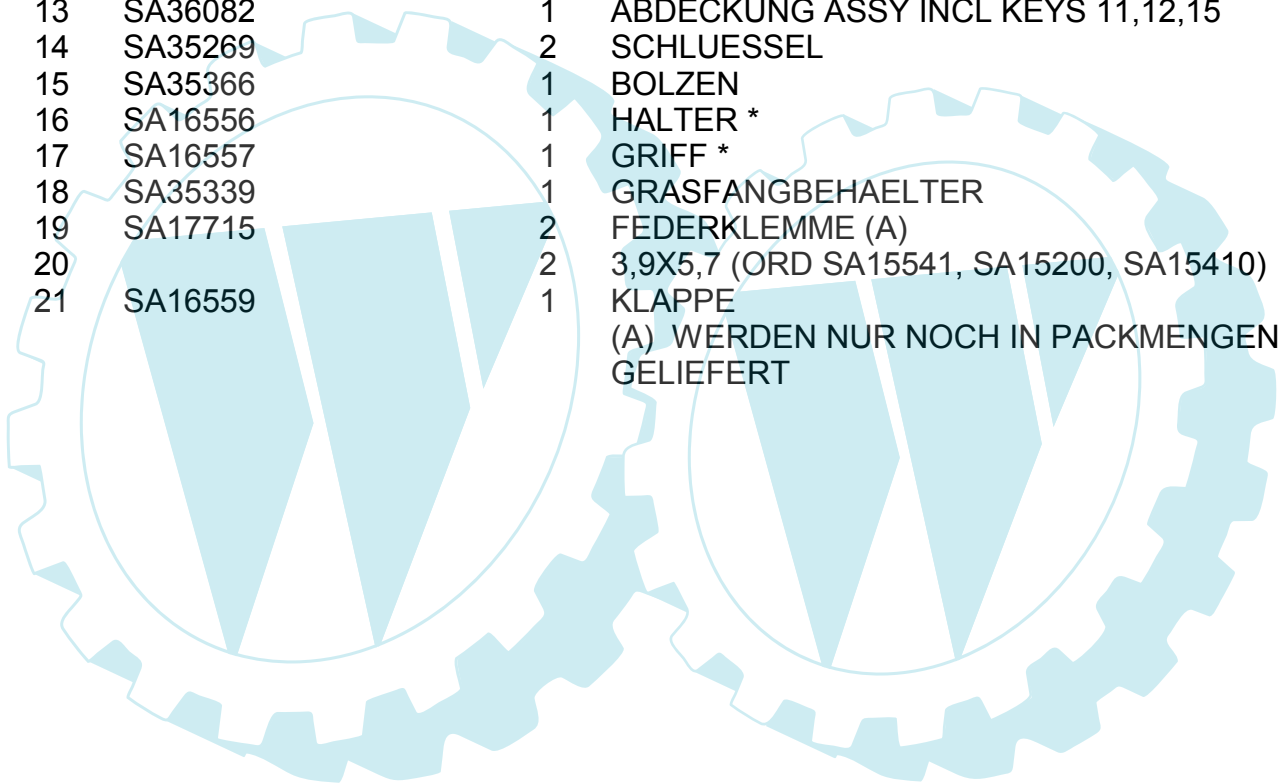 13 SA36082 1 ABDECKUNG ASSY INCL KEYS 11,12,15
14 SA35269 2 SCHLUESSEL
15 SA35366 1 BOLZEN
16 SA16556 1 HALTER *
17 SA16557 1 GRIFF *
18 SA35339 1 GRASFANGBEHAELTER
19 SA17715 2 FEDERKLEMME (A)
20 2 3,9X5,7 (ORD SA15541, SA15200, SA15410)
21 SA16559 1 KLAPPE
(A) WERDEN NUR NOCH IN PACKMENGEN
GELIEFERT